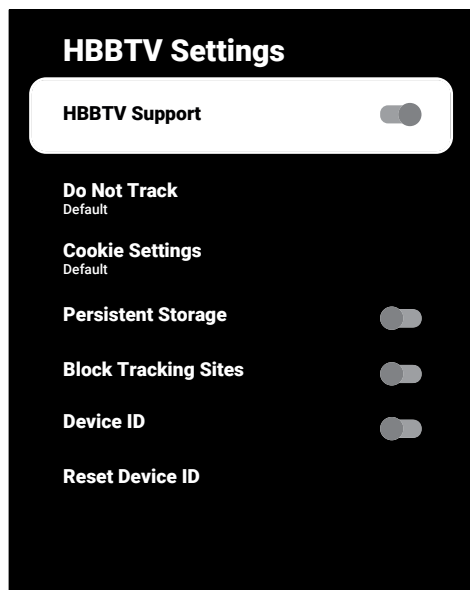 HBBTV Settings
HBBTV Support
Do Not Track
Default
Cookie Settings
Default
Persistent Storage
Block Tracking Sites
Device ID
Reset Device ID